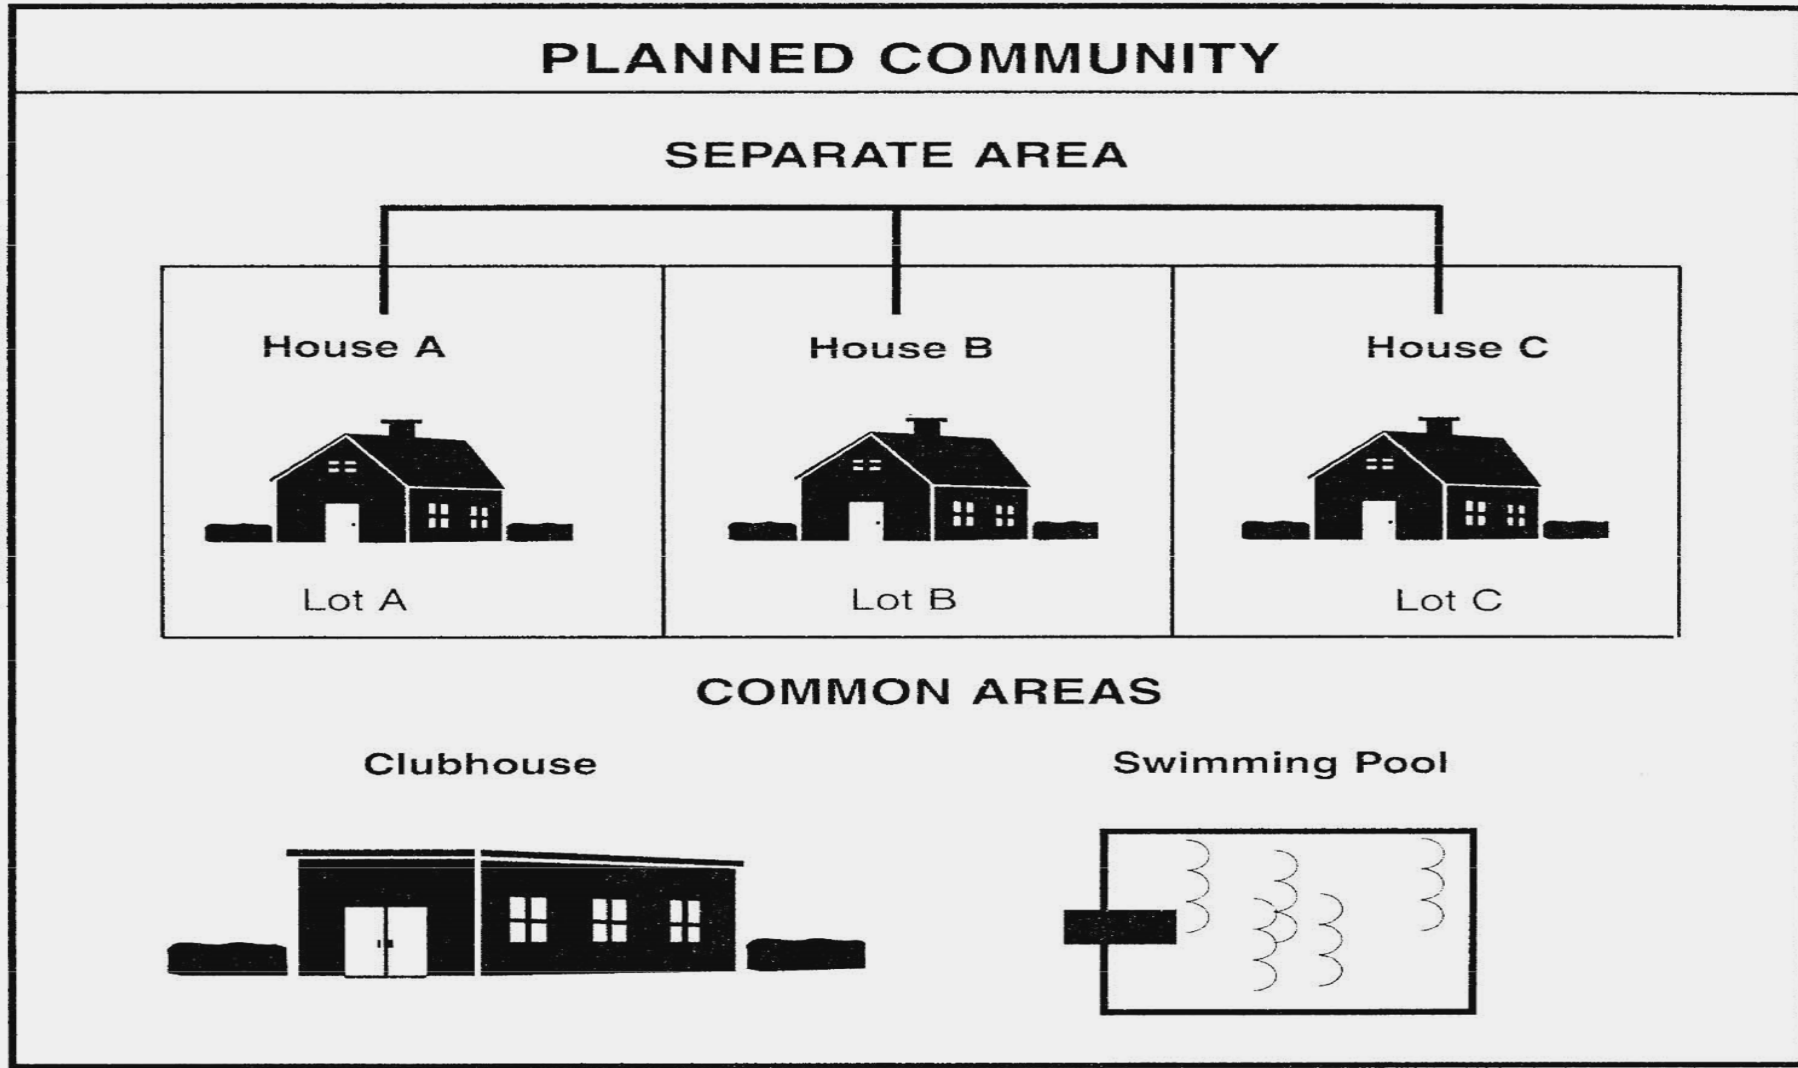 PLANNED COMMUNITY
SEPARATE AREA
House A
House B
House C
Lot A
Lot B
Lot C
COMMON AREAS
Clubhouse
Swimming Pool